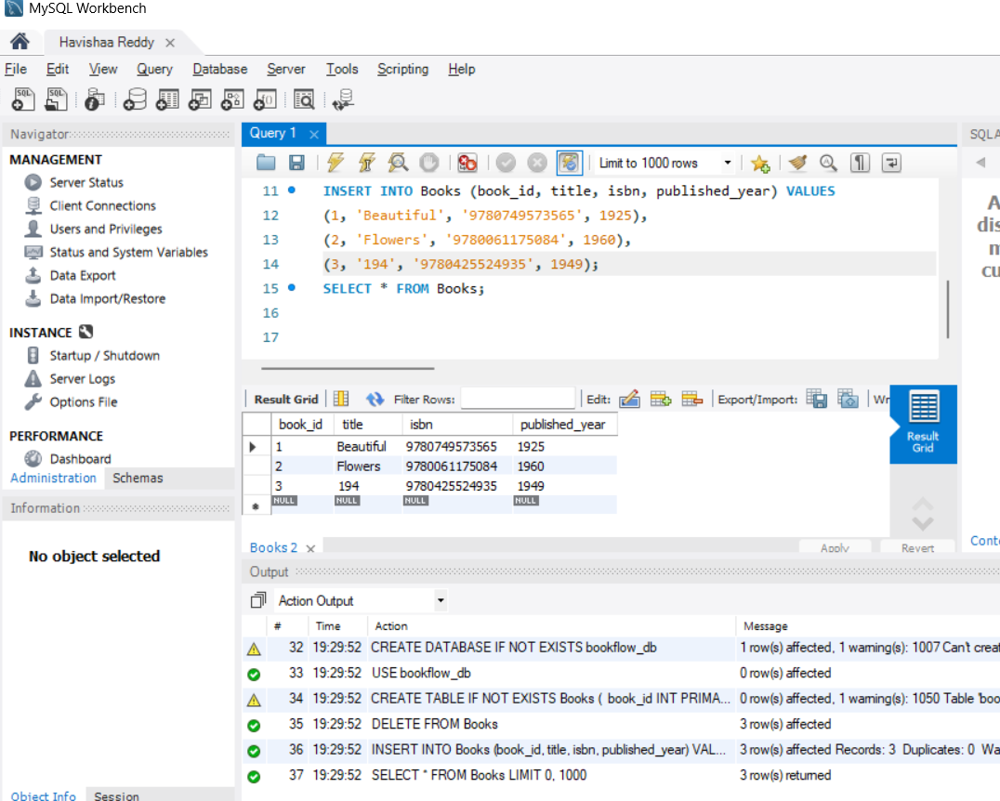 MySQL Workbench
Havishaa Reddy
File Edit View Query Database Server Tools Scripting Help
Navigator
MANAGEMENT
Server Status
Client Connections
Users and Privileges
Status and System Variables
Data Export
Data Import/Restore
INSTANCE
Startup / Shutdown
Server Logs
Options File
PERFORMANCE
Dashboard
Administration Schemas
Information
No object selected
Object Info Session
Query 1
Limit to 1000 rows
11 INSERT INTO Books (book_id, title, isbn, published_year) VALUES
12 (1, 'Beautiful', '9780749573565', 1925),
13 (2, 'Flowers', '9780061175084', 1960),
14 (3, '194', '9780425524935', 1949);
15 SELECT * FROM Books;
16
17
Result Grid Filter Rows: Edit: Export/Import: Wr
book_id title isbn published_year
1 Beautiful 9780749573565 1925
2 Flowers 9780061175084 1960
3 194 9780425524935 1949
NULL NULL NULL NULL
Result
Grid
Books 2
Apply Revert
Output
Action Output
# Time Action Message
32 19:29:52 CREATE DATABASE IF NOT EXISTS bookflow_db 1 row(s) affected, 1 warning(s): 1007 Can't creat
33 19:29:52 USE bookflow_db 0 row(s) affected
34 19:29:52 CREATE TABLE IF NOT EXISTS Books ( book_id INT PRIMA... 0 row(s) affected, 1 warning(s): 1050 Table 'boo
35 19:29:52 DELETE FROM Books 3 row(s) affected
36 19:29:52 INSERT INTO Books (book_id, title, isbn, published_year) VAL... 3 row(s) affected Records: 3 Duplicates: 0 Wa
37 19:29:52 SELECT * FROM Books LIMIT 0, 1000 3 row(s) returned
SQLA
A
dis
m
cu
Conte